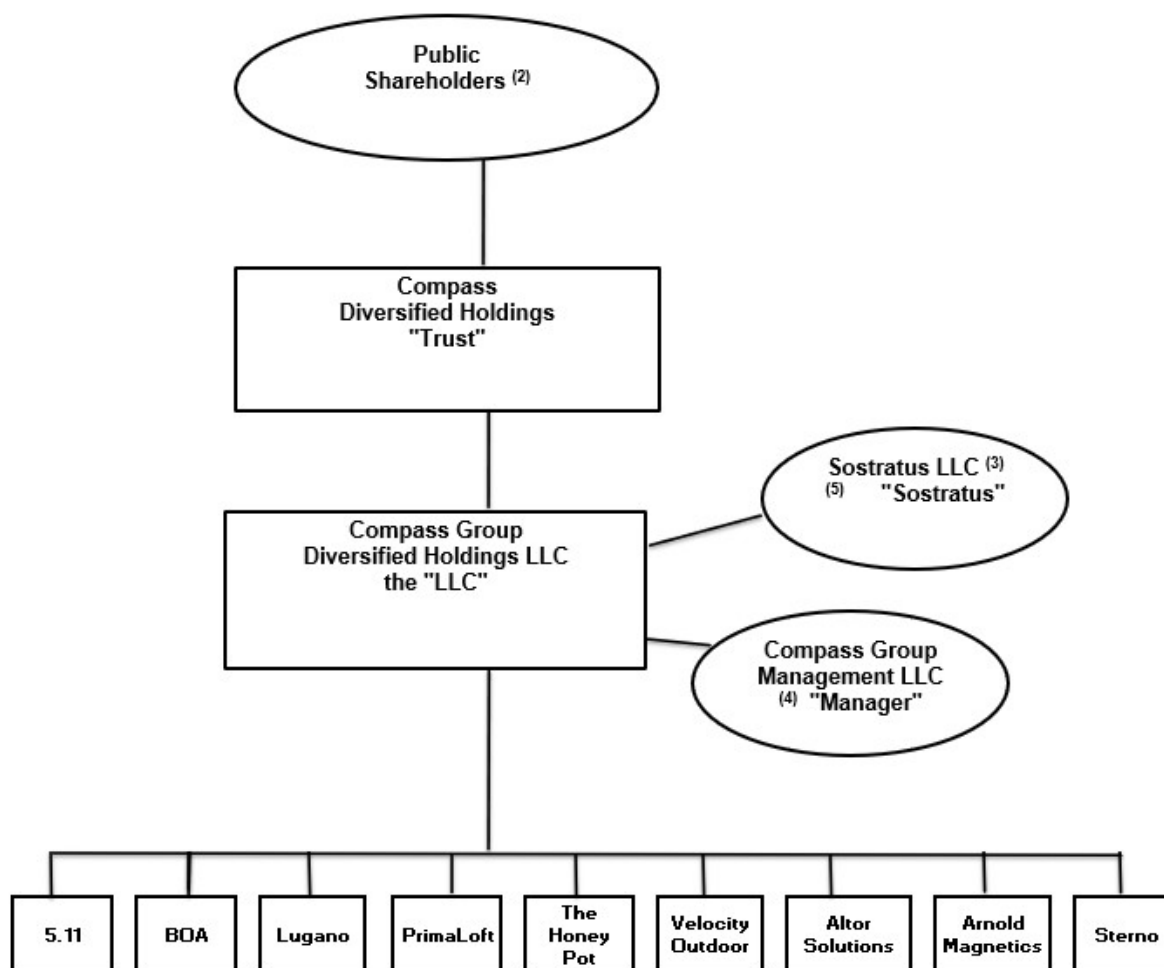 Public
Shareholders (2)
Compass
Diversified Holdings
"Trust"
Sostratus LLC (3)
(5) "Sostratus"
Compass Group
Diversified Holdings LLC
the "LLC"
Compass Group
Management LLC
(4) "Manager"
5.11
BOA
Lugano
PrimaLoft
The
Honey
Pot
Velocity
Outdoor
Altor
Solutions
Arnold
Magnetics
Sterno